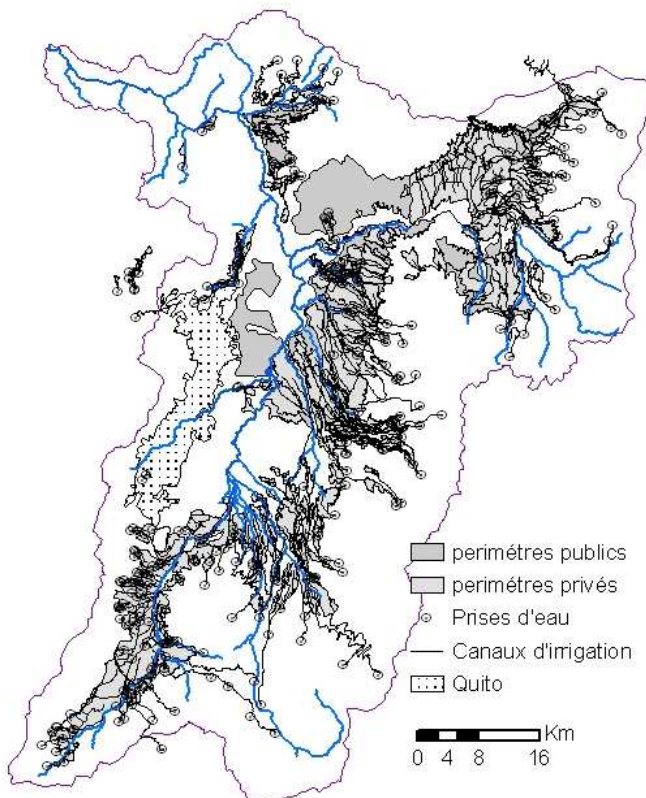 perimétres publics
perimétres privés
Prises d'eau
Canaux d'irrigation
Quito
Km
0 4 8 16